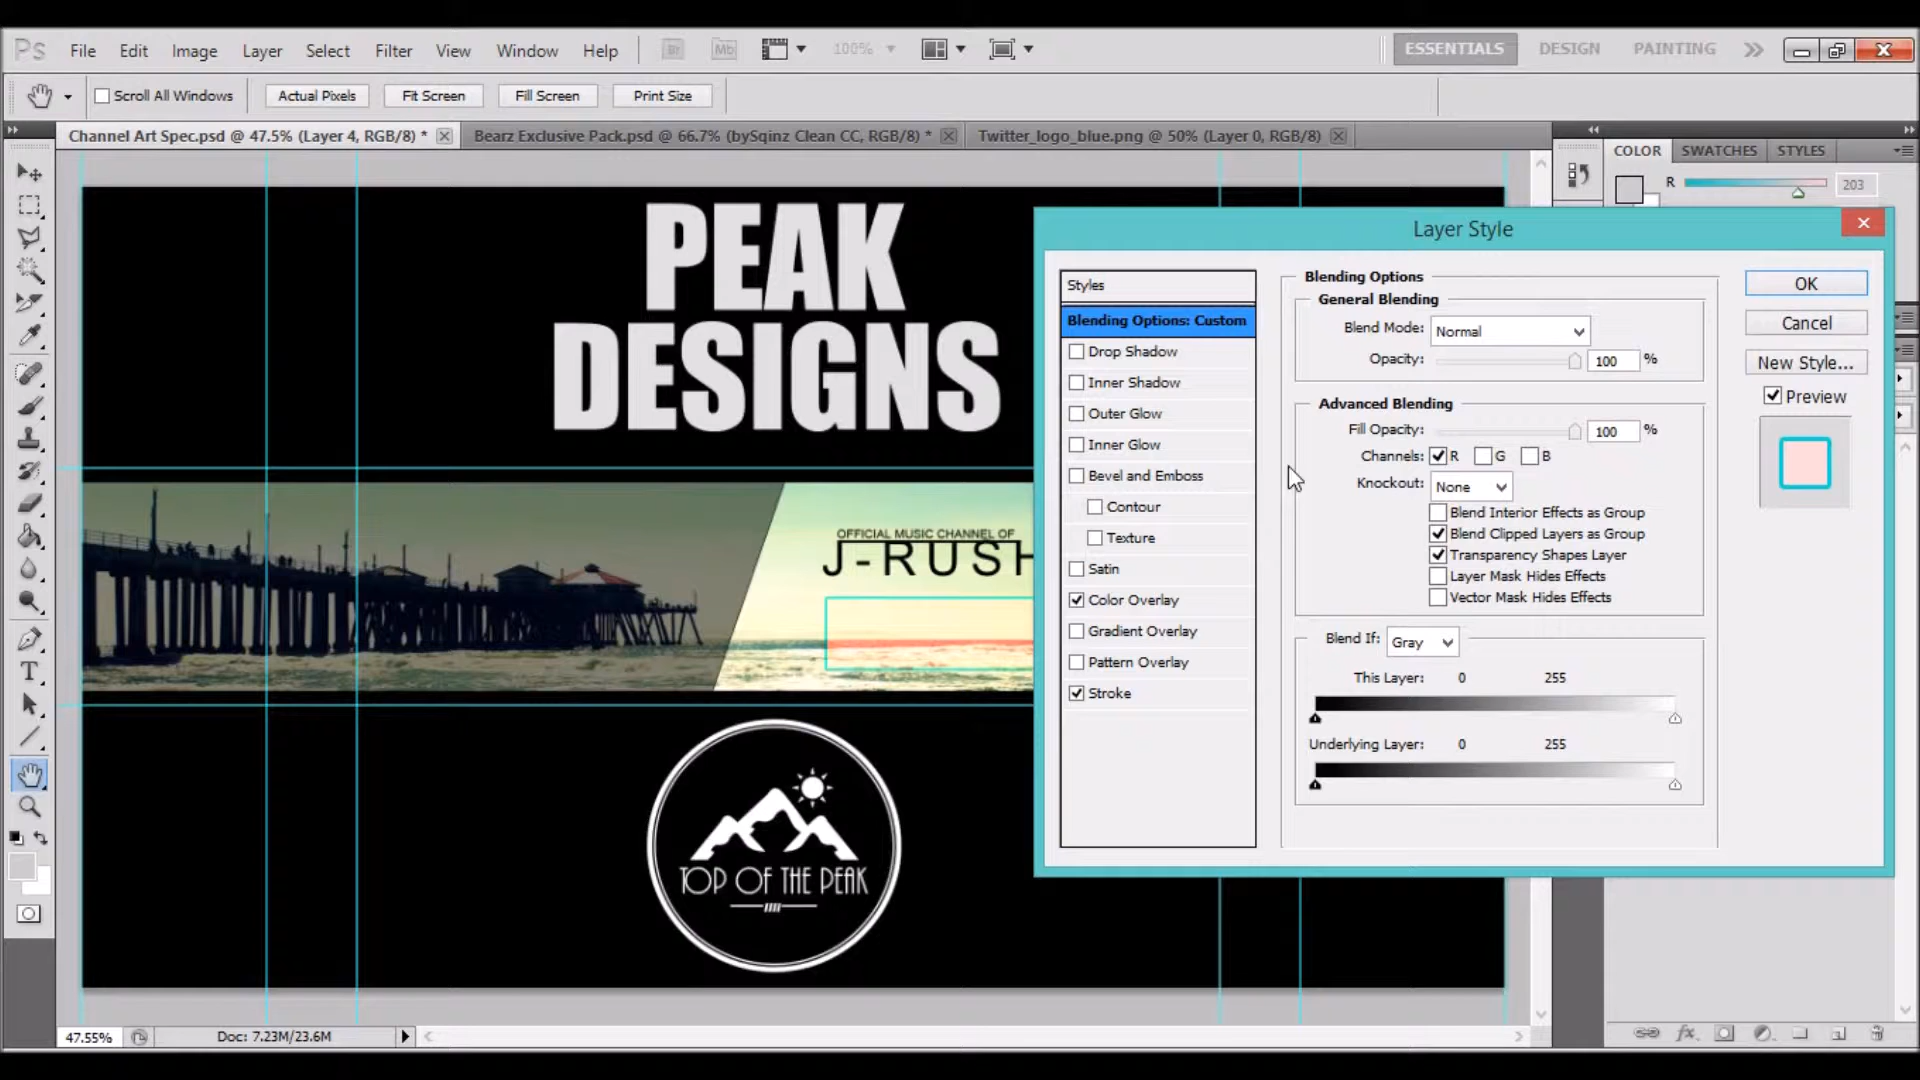 Ps File Edit Image Layer Select Filter View Window Help Br Mb 100% ESSENTIALS DESIGN PAINTING
Scroll All Windows Actual Pixels Fit Screen Fill Screen Print Size
Channel Art Spec.psd @ 47.5% (Layer 4, RGB/8) * Bearz Exclusive Pack.psd @ 66.7% (bySqinz Clean CC, RGB/8) * Twitter_logo_blue.png @ 50% (Layer 0, RGB/8)
COLOR SWATCHES STYLES
R 203
PEAK
DESIGNS
OFFICIAL MUSIC CHANNEL OF
J-RUSH
TOP OF THE PEAK
Layer Style
Styles
Blending Options: Custom
Drop Shadow
Inner Shadow
Outer Glow
Inner Glow
Bevel and Emboss
Contour
Texture
Satin
Color Overlay
Gradient Overlay
Pattern Overlay
Stroke
Blending Options
General Blending
Blend Mode: Normal
Opacity: 100 %
Advanced Blending
Fill Opacity: 100 %
Channels: R G B
Knockout: None
Blend Interior Effects as Group
Blend Clipped Layers as Group
Transparency Shapes Layer
Layer Mask Hides Effects
Vector Mask Hides Effects
Blend If: Gray
This Layer: 0 255
Underlying Layer: 0 255
OK
Cancel
New Style...
Preview
47.55% Doc: 7.23M/23.6M